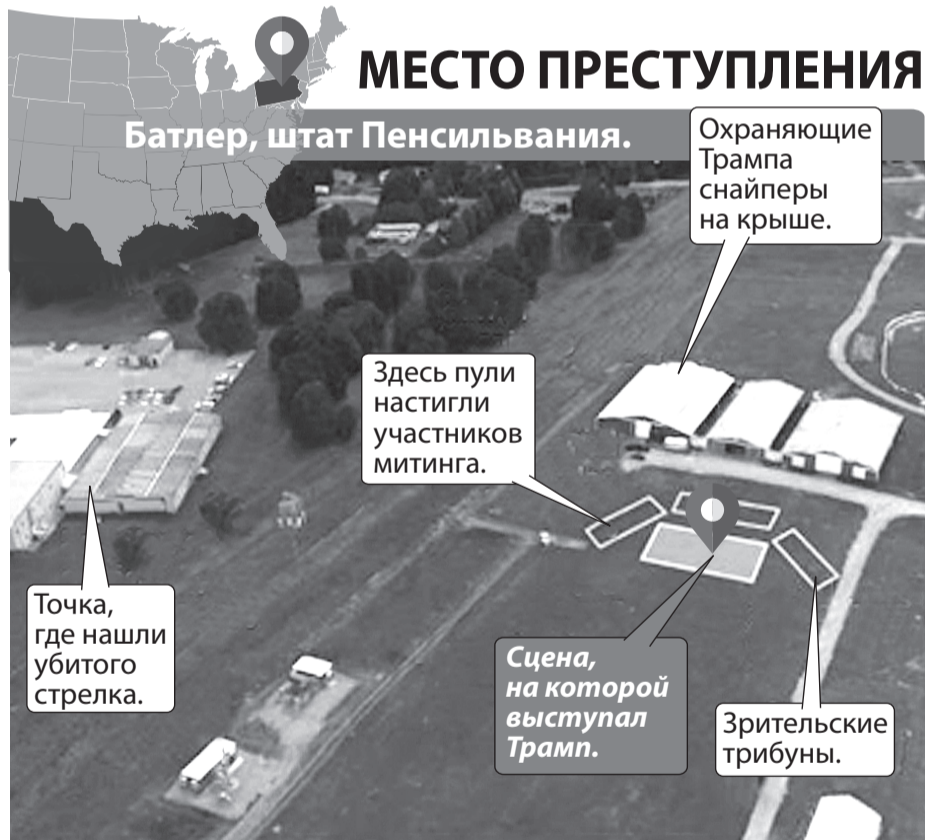 МЕСТО ПРЕСТУПЛЕНИЯ
Батлер, штат Пенсильвания.
Охраняющие
Трампа
снайперы
на крыше.
Здесь пули
настигли
участников
митинга.
Точка,
где нашли
убитого
стрелка.
Сцена,
на которой
выступал
Трамп.
Зрительские
трибуны.